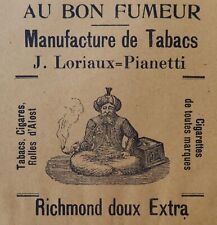 AU BON FUMEUR
Manufacture de Tabacs
J. Loriaux=Pianetti
Tabacs, Cigares,
Rolles d'Alost
Cigarettes
de toutes marques
Richmond doux Extra